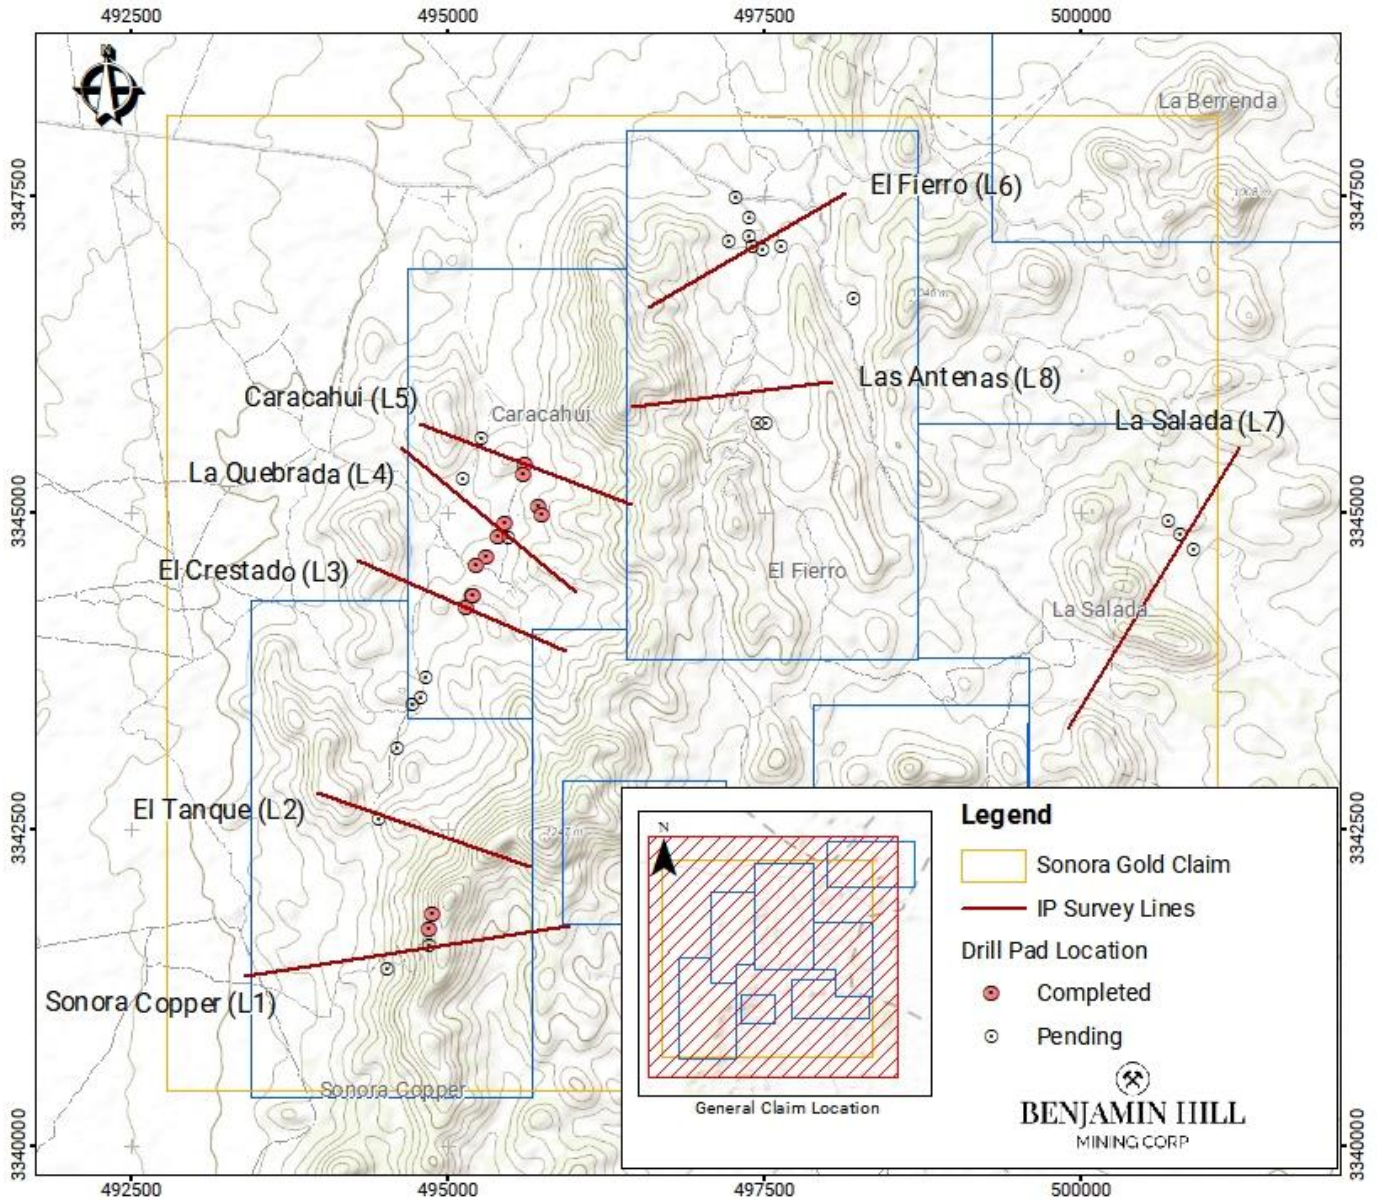 492500 495000 497500 500000
N
La Berrenda
3347500 3347500
El Fierro (L6)
Caracahui (L5)
Caracahui
Las Antenas (L8)
La Salada (L7)
La Quebrada (L4)
3345000 3345000
El Crestado (L3)
El Fierro
La Salada
El Tanque (L2)
3342500 3342500
Sonora Copper (L1)
Sonora Copper
3340000 3340000
N
General Claim Location
Legend
Sonora Gold Claim
IP Survey Lines
Drill Pad Location
Completed
Pending
BENJAMIN HILL
MINING CORP
492500 495000 497500 500000